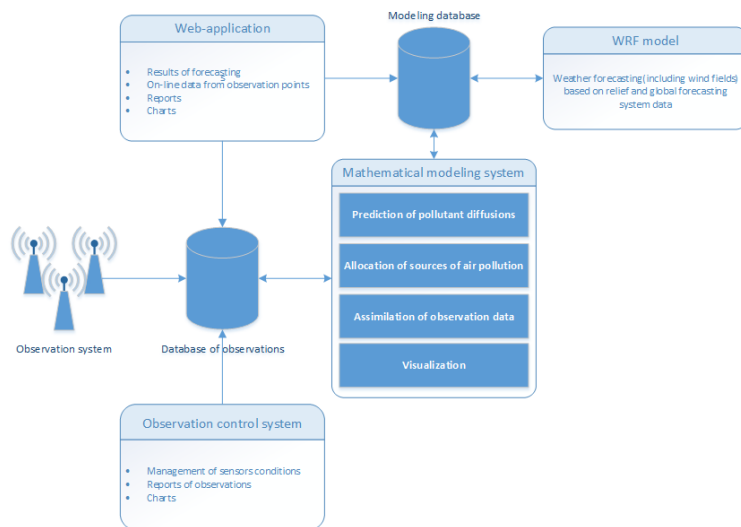 Web-application
• Results of forecasting
s
• On-line data from observation points
• Reports
• Charts
Modeling database
WRF model
Weather forecasting(including wind fields)
based on relief and global forecasting
system data
Mathematical modeling system
Prediction of pollutant diffusions
Allocation of sources of air pollution
Assimilation of observation data
Visualization
Observation system
Database of observations
Observation control system
• Management of sensors conditions
• Reports of observations
• Charts